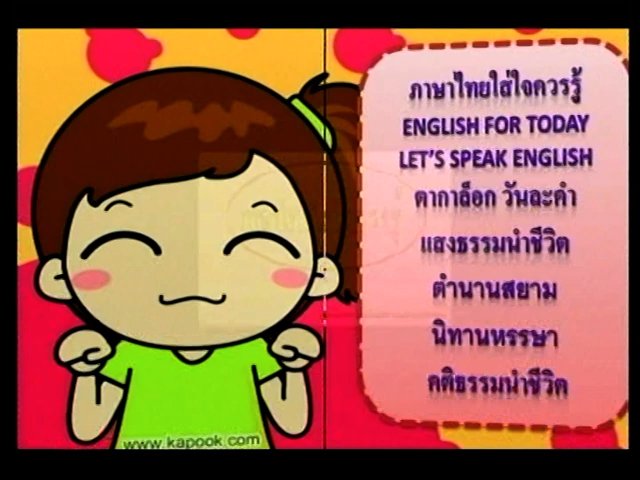 ภาษาไทยใส่ใจควรรู้
ENGLISH FOR TODAY
LET'S SPEAK ENGLISH
ตากาล็อก วันละคำ
แสงธรรมนำชีวิต
ตำนานสยาม
นิทานหรรษา
คติธรรมนำชีวิต
www.kapook.com